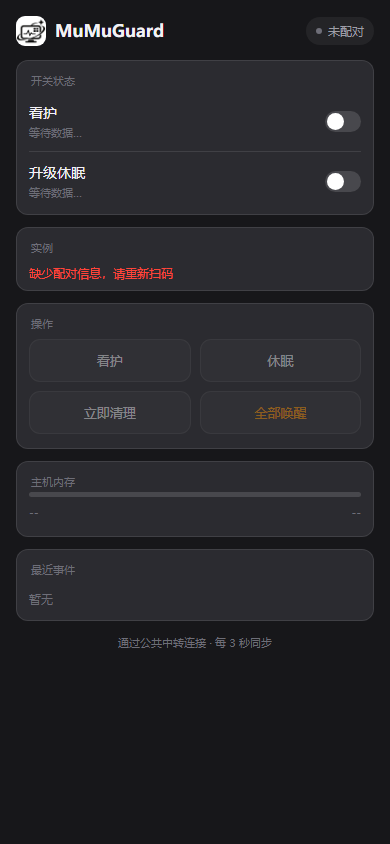 MuMuGuard
未配对
开关状态
看护
等待数据...
升级休眠
等待数据...
实例
缺少配对信息，请重新扫码
操作
看护
休眠
立即清理
全部唤醒
主机内存
--
--
最近事件
暂无
通过公共中转连接 · 每 3 秒同步